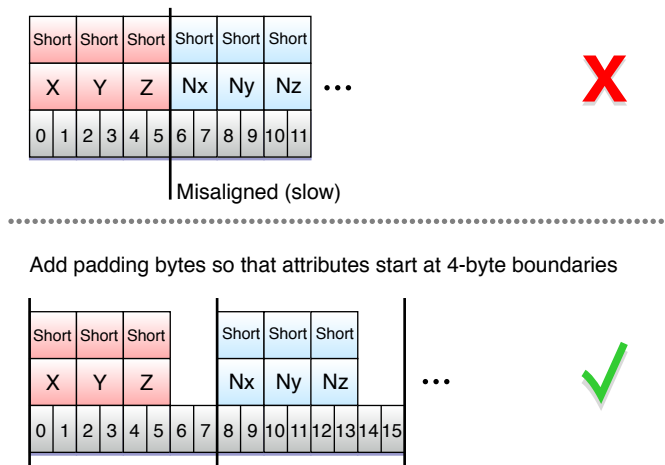 Short Short Short Short Short Short
X Y Z Nx Ny Nz ... X
0 1 2 3 4 5 6 7 8 9 10 11
Misaligned (slow)
Add padding bytes so that attributes start at 4-byte boundaries
Short Short Short Short Short Short
X Y Z Nx Ny Nz ...
0 1 2 3 4 5 6 7 8 9 10 11 12 13 14 15